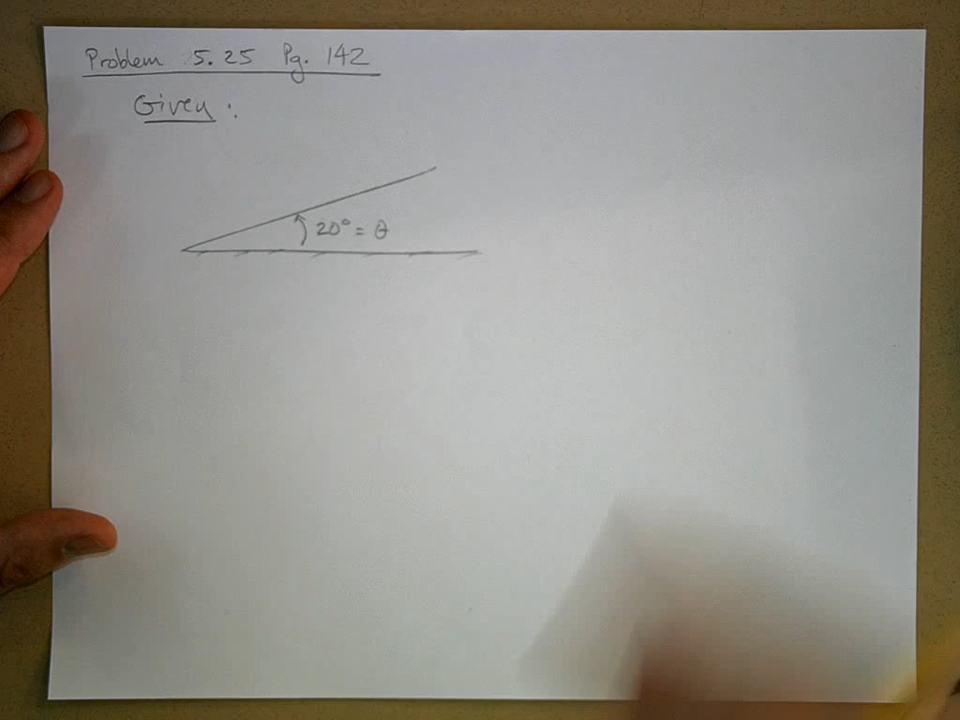 Problem 5.25 Pg. 142
Given :
20° = θ